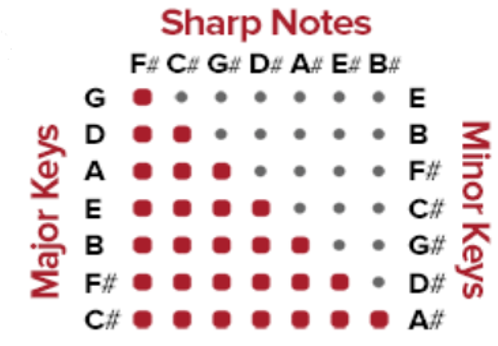 Sharp Notes
F# C# G# D# A# E# B#
Major Keys
G E
D B
A F#
E C#
B G#
F# D#
C# A#
Minor Keys